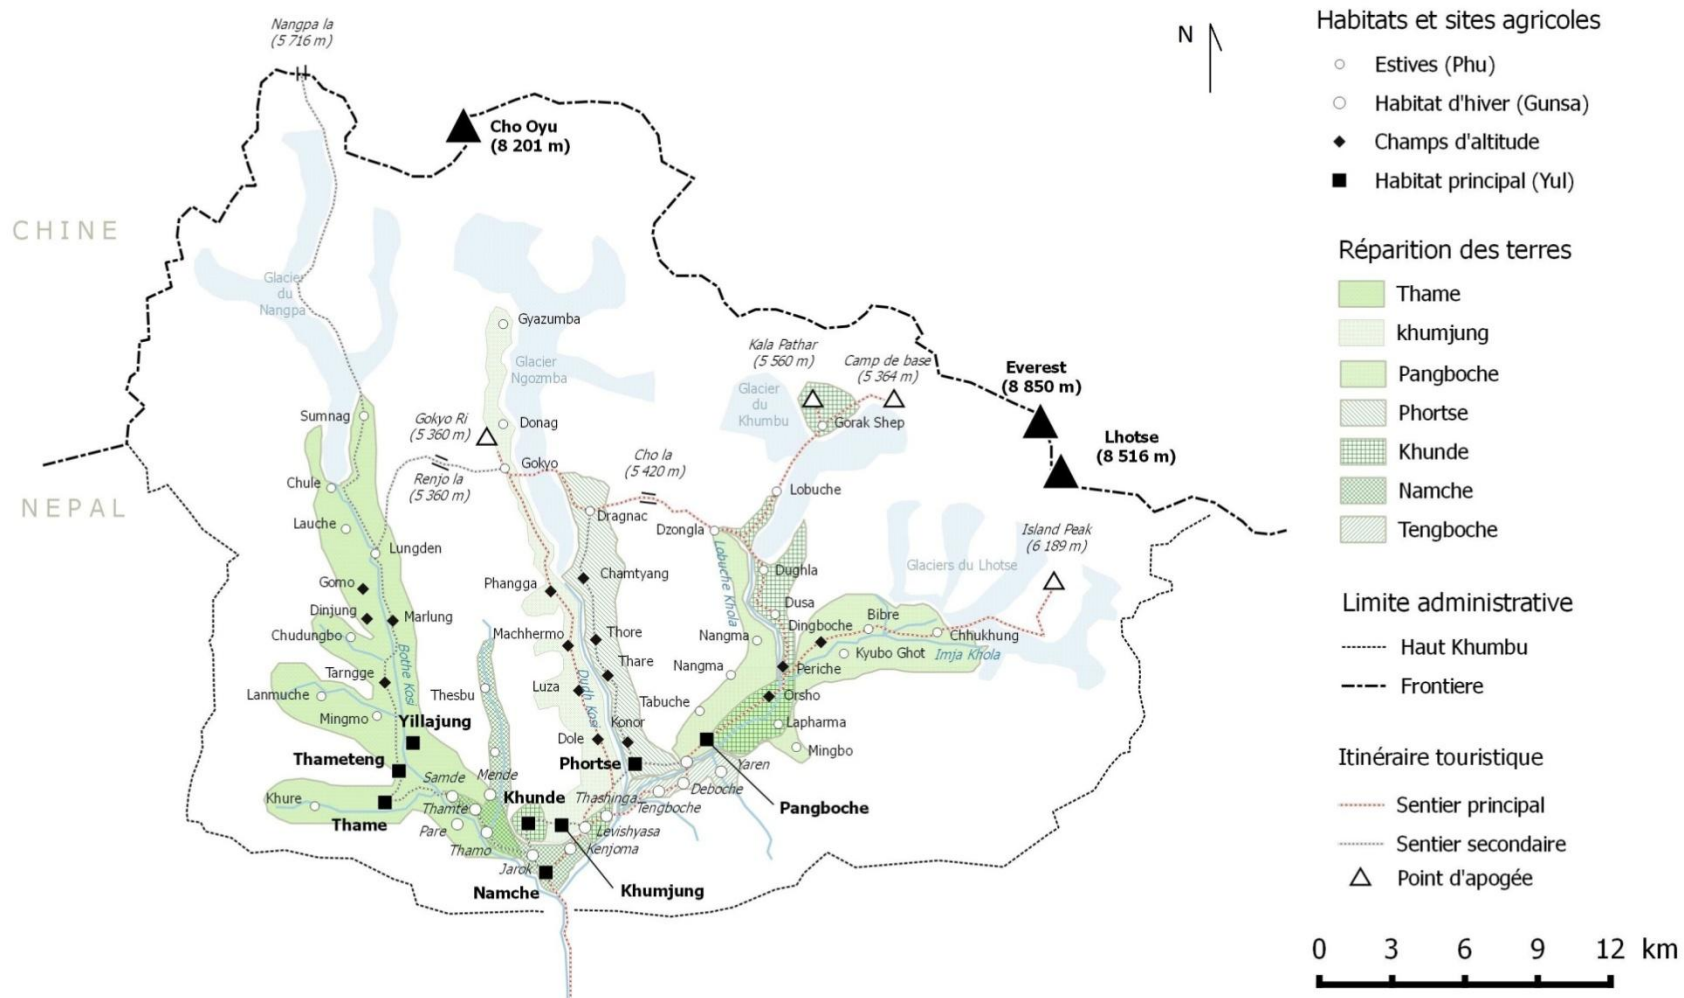 Nangpa la
(5 716 m)
N
Cho Oyu
(8 201 m)
CHINE
NEPAL
Glacier
du
Nangpa
Gyazumba
Glacier
Ngozmba
Kala Pathar
(5 560 m)
Camp de base
(5 364 m)
Everest
(8 850 m)
Glacier
du
Khumbu
Gorak Shep
Sumnag
Gokyo Ri
(5 360 m)
Donag
Lhotse
(8 516 m)
Cho la
(5 420 m)
Gokyo
Renjo la
(5 360 m)
Chule
Lobuche
Lauche
Dragnac
Dzongla
Island Peak
(6 189 m)
Lungden
Glaciers du Lhotse
Lobuche Khola
Gomo
Phangga
Chamtyang
Dughla
Dinjung
Marlung
Dusa
Bibre
Chudungbo
Machhermo
Thore
Nangma
Dingboche
Chhukhung
Kyubo Ghot
Imja Khola
Bothe Kosi
Tarngge
Thare
Nangma
Periche
Lanmuche
Thesbu
Luza
Dudh Kosi
Tabuche
Orsho
Mingmo
Yillajung
Konor
Lapharma
Dole
Mingbo
Thameteng
Phortse
Yaren
Samde
Mende
Deboche
Khure
Khunde
Thashinga
Tengboche
Pangboche
Thamte
Thame
Pare
Levishyasa
Thamo
Kenjoma
Jarok
Namche
Khumjung
Habitats et sites agricoles
Estives (Phu)
Habitat d'hiver (Gunsa)
Champs d'altitude
Habitat principal (Yul)
Réparition des terres
Thame
khumjung
Pangboche
Phortse
Khunde
Namche
Tengboche
Limite administrative
Haut Khumbu
Frontiere
Itinéraire touristique
Sentier principal
Sentier secondaire
Point d'apogée
0 3 6 9 12 km